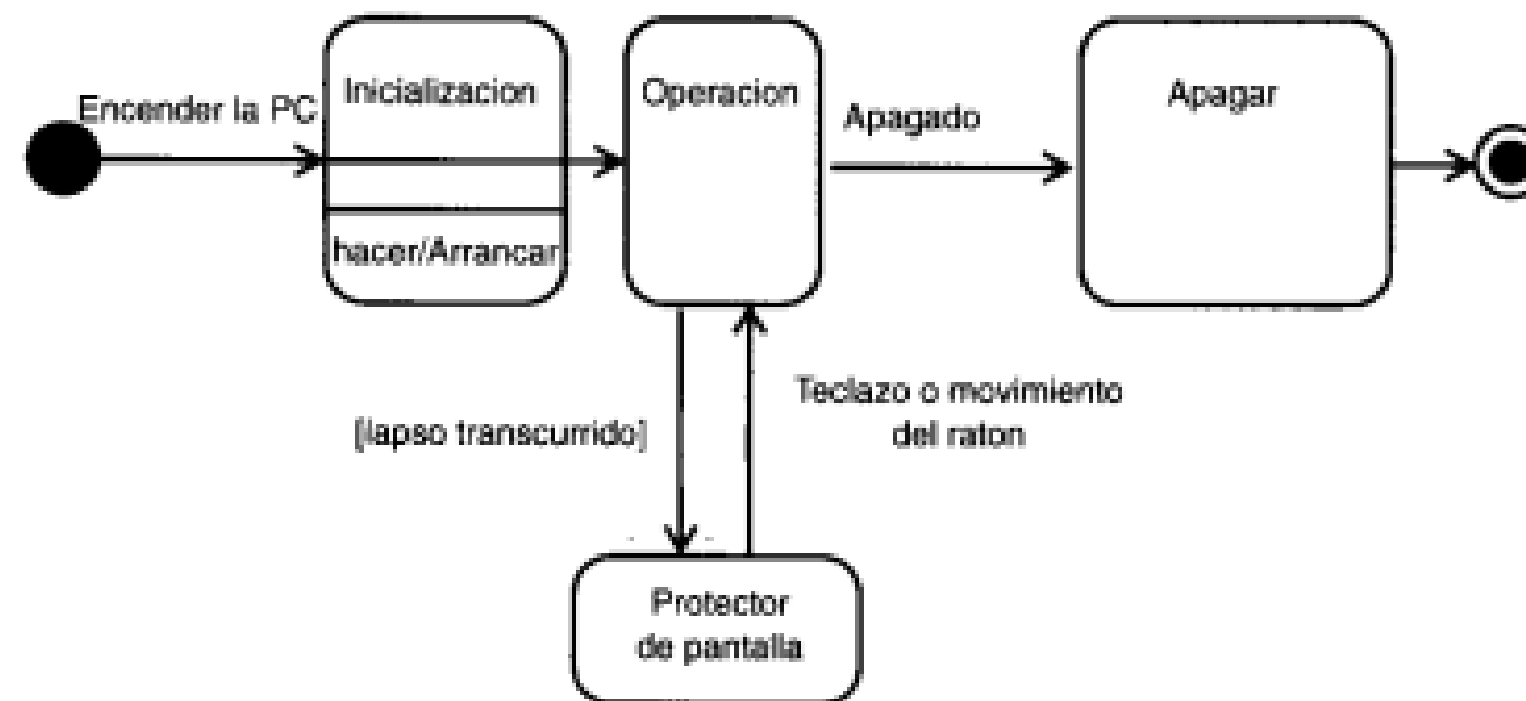 Encender la PC
Inicializacion
hacer/Arrancar
Operacion
Apagado
Apagar
[lapso transcurrido]
Teclazo o movimiento
del raton
Protector
de pantalla